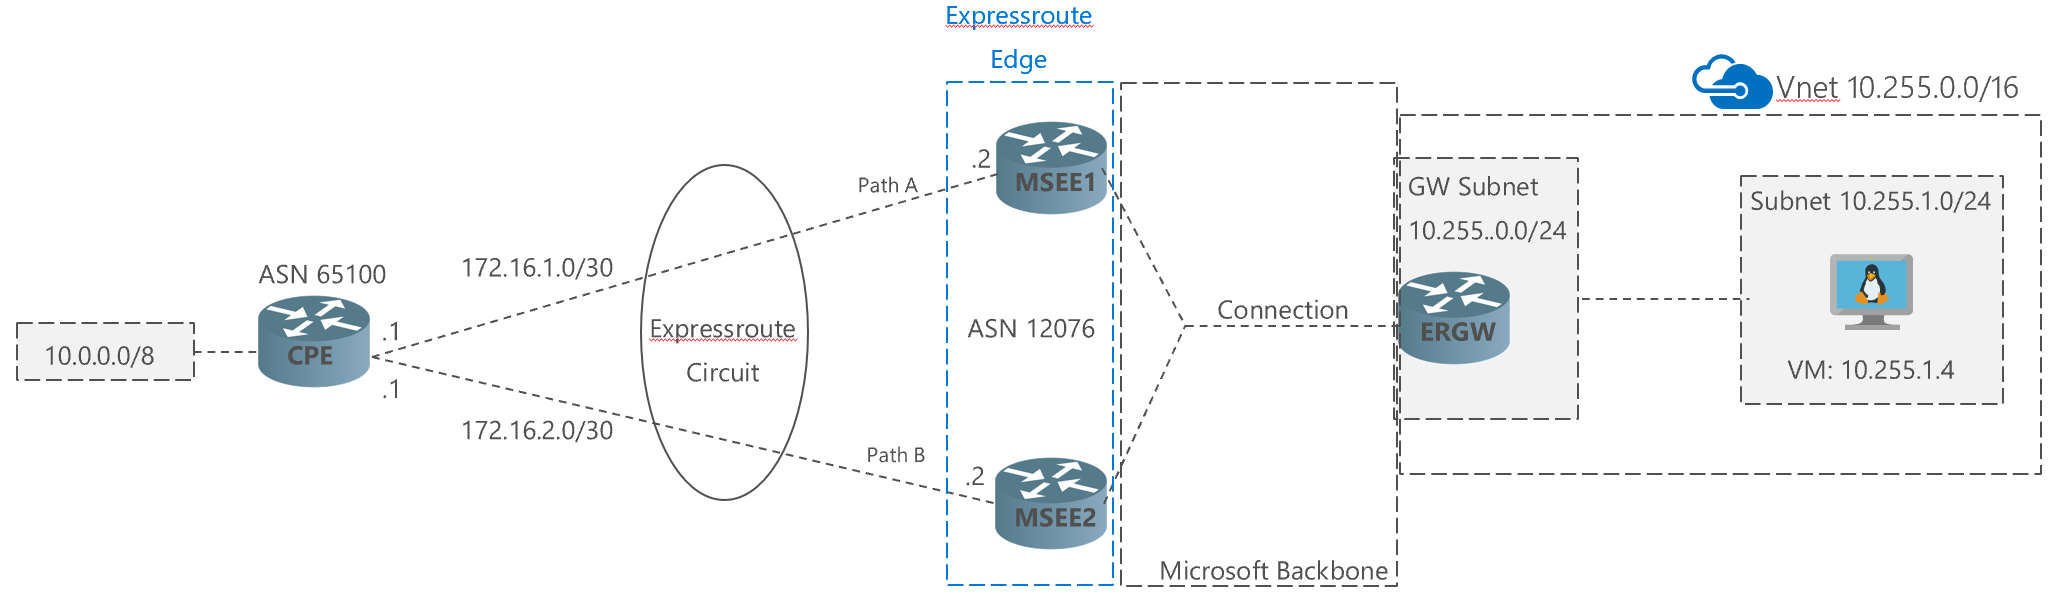 Expressroute
Edge
Vnet 10.255.0.0/16
.2
MSEE1
Path A
GW Subnet
10.255..0.0/24
Subnet 10.255.1.0/24
ASN 65100
172.16.1.0/30
10.0.0.0/8
CPE
.1
.1
Expressroute
Circuit
ASN 12076
Connection
ERGW
VM: 10.255.1.4
172.16.2.0/30
Path B
.2
MSEE2
Microsoft Backbone